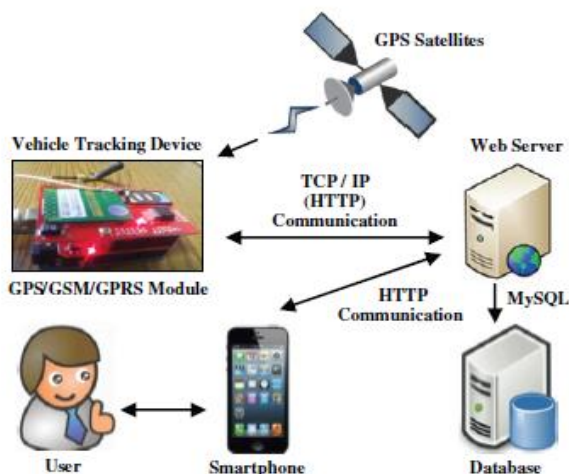 GPS Satellites
Vehicle Tracking Device
Web Server
TCP / IP
(HTTP)
Communication
GPS/GSM/GPRS Module
HTTP
Communication
MySQL
User
Smartphone
Database